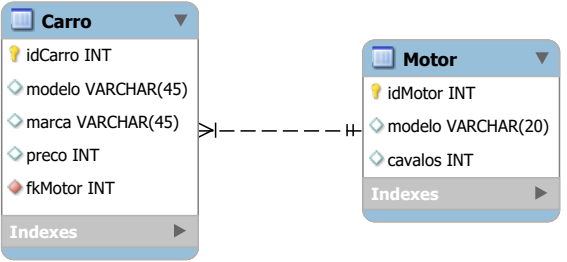 Carro
idCarro INT
modelo VARCHAR(45)
marca VARCHAR(45)
preco INT
fkMotor INT
Indexes
Motor
idMotor INT
modelo VARCHAR(20)
cavalos INT
Indexes